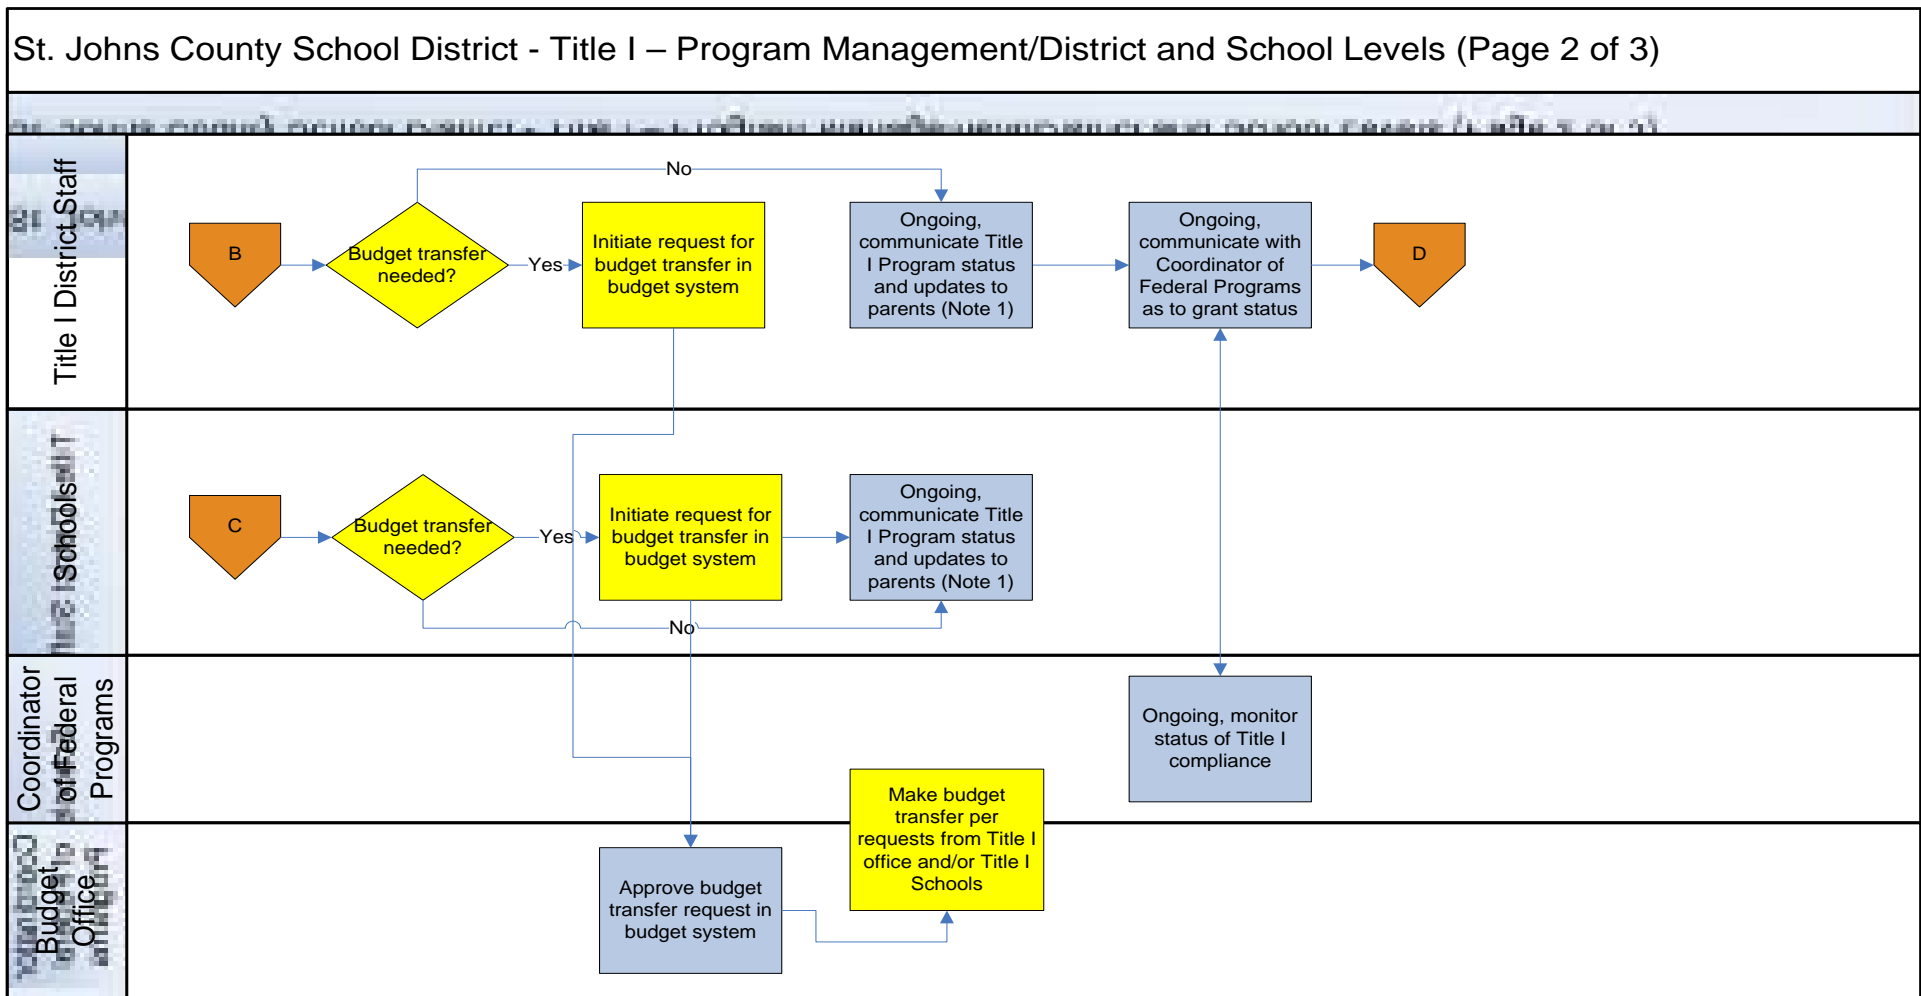 St. Johns County School District - Title I – Program Management/District and School Levels (Page 2 of 3)
Title I District Staff
B
Budget transfer
needed?
No
Yes
Initiate request for
budget transfer in
budget system
Ongoing,
communicate Title
I Program status
and updates to
parents (Note 1)
Ongoing,
communicate with
Coordinator of
Federal Programs
as to grant status
D
Schools
C
Budget transfer
needed?
Yes
No
Initiate request for
budget transfer in
budget system
Ongoing,
communicate Title
I Program status
and updates to
parents (Note 1)
Coordinator
of Federal
Programs
Ongoing, monitor
status of Title I
compliance
Budget
Office
Approve budget
transfer request in
budget system
Make budget
transfer per
requests from Title I
office and/or Title I
Schools